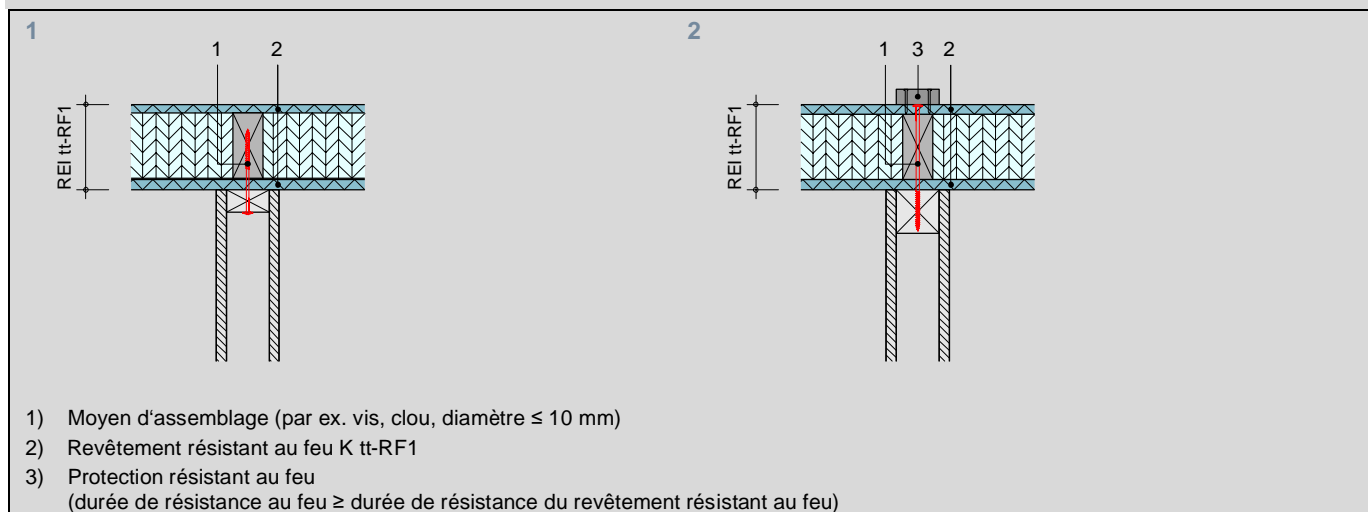 1
2
1 2
1 3 2
REI tt-RF1
REI tt-RF1
1) Moyen d‘assemblage (par ex. vis, clou, diamètre ≤ 10 mm)
2) Revêtement résistant au feu K tt-RF1
3) Protection résistant au feu
(durée de résistance au feu ≥ durée de résistance du revêtement résistant au feu)